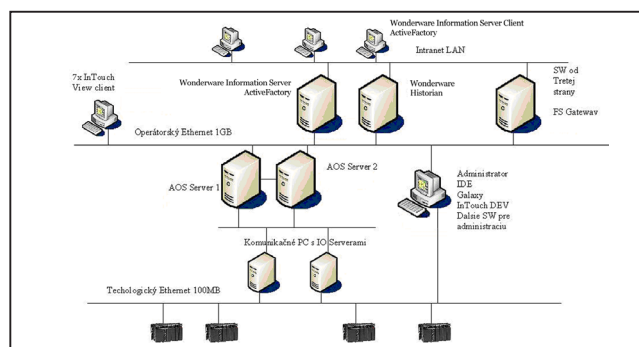 Wonderware Information Server Client
ActiveFactory
Intranet LAN
7x InTouch
View client
Wonderware Information Server
ActiveFactory
Wonderware
Historian
SW od
Tretej
strany
FS Gateway
Operátorský Ethernet 1GB
AOS Server 1
AOS Server 2
Administrator
IDE
Galaxy
InTouch DEV
Dalsie SW pre
administraciu
Komunikačné PC s IO Serverami
Techologický Ethernet 100MB